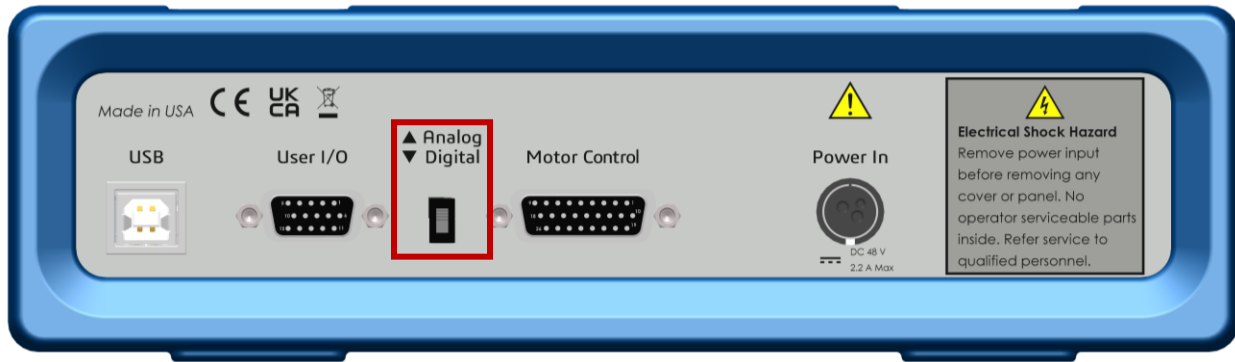 Made in USA CE UK CA
USB
User I/O
▲ Analog
▼ Digital
Motor Control
Power In
DC 48 V
2.2 A Max
Electrical Shock Hazard
Remove power input
before removing any
cover or panel. No
operator serviceable parts
inside. Refer service to
qualified personnel.